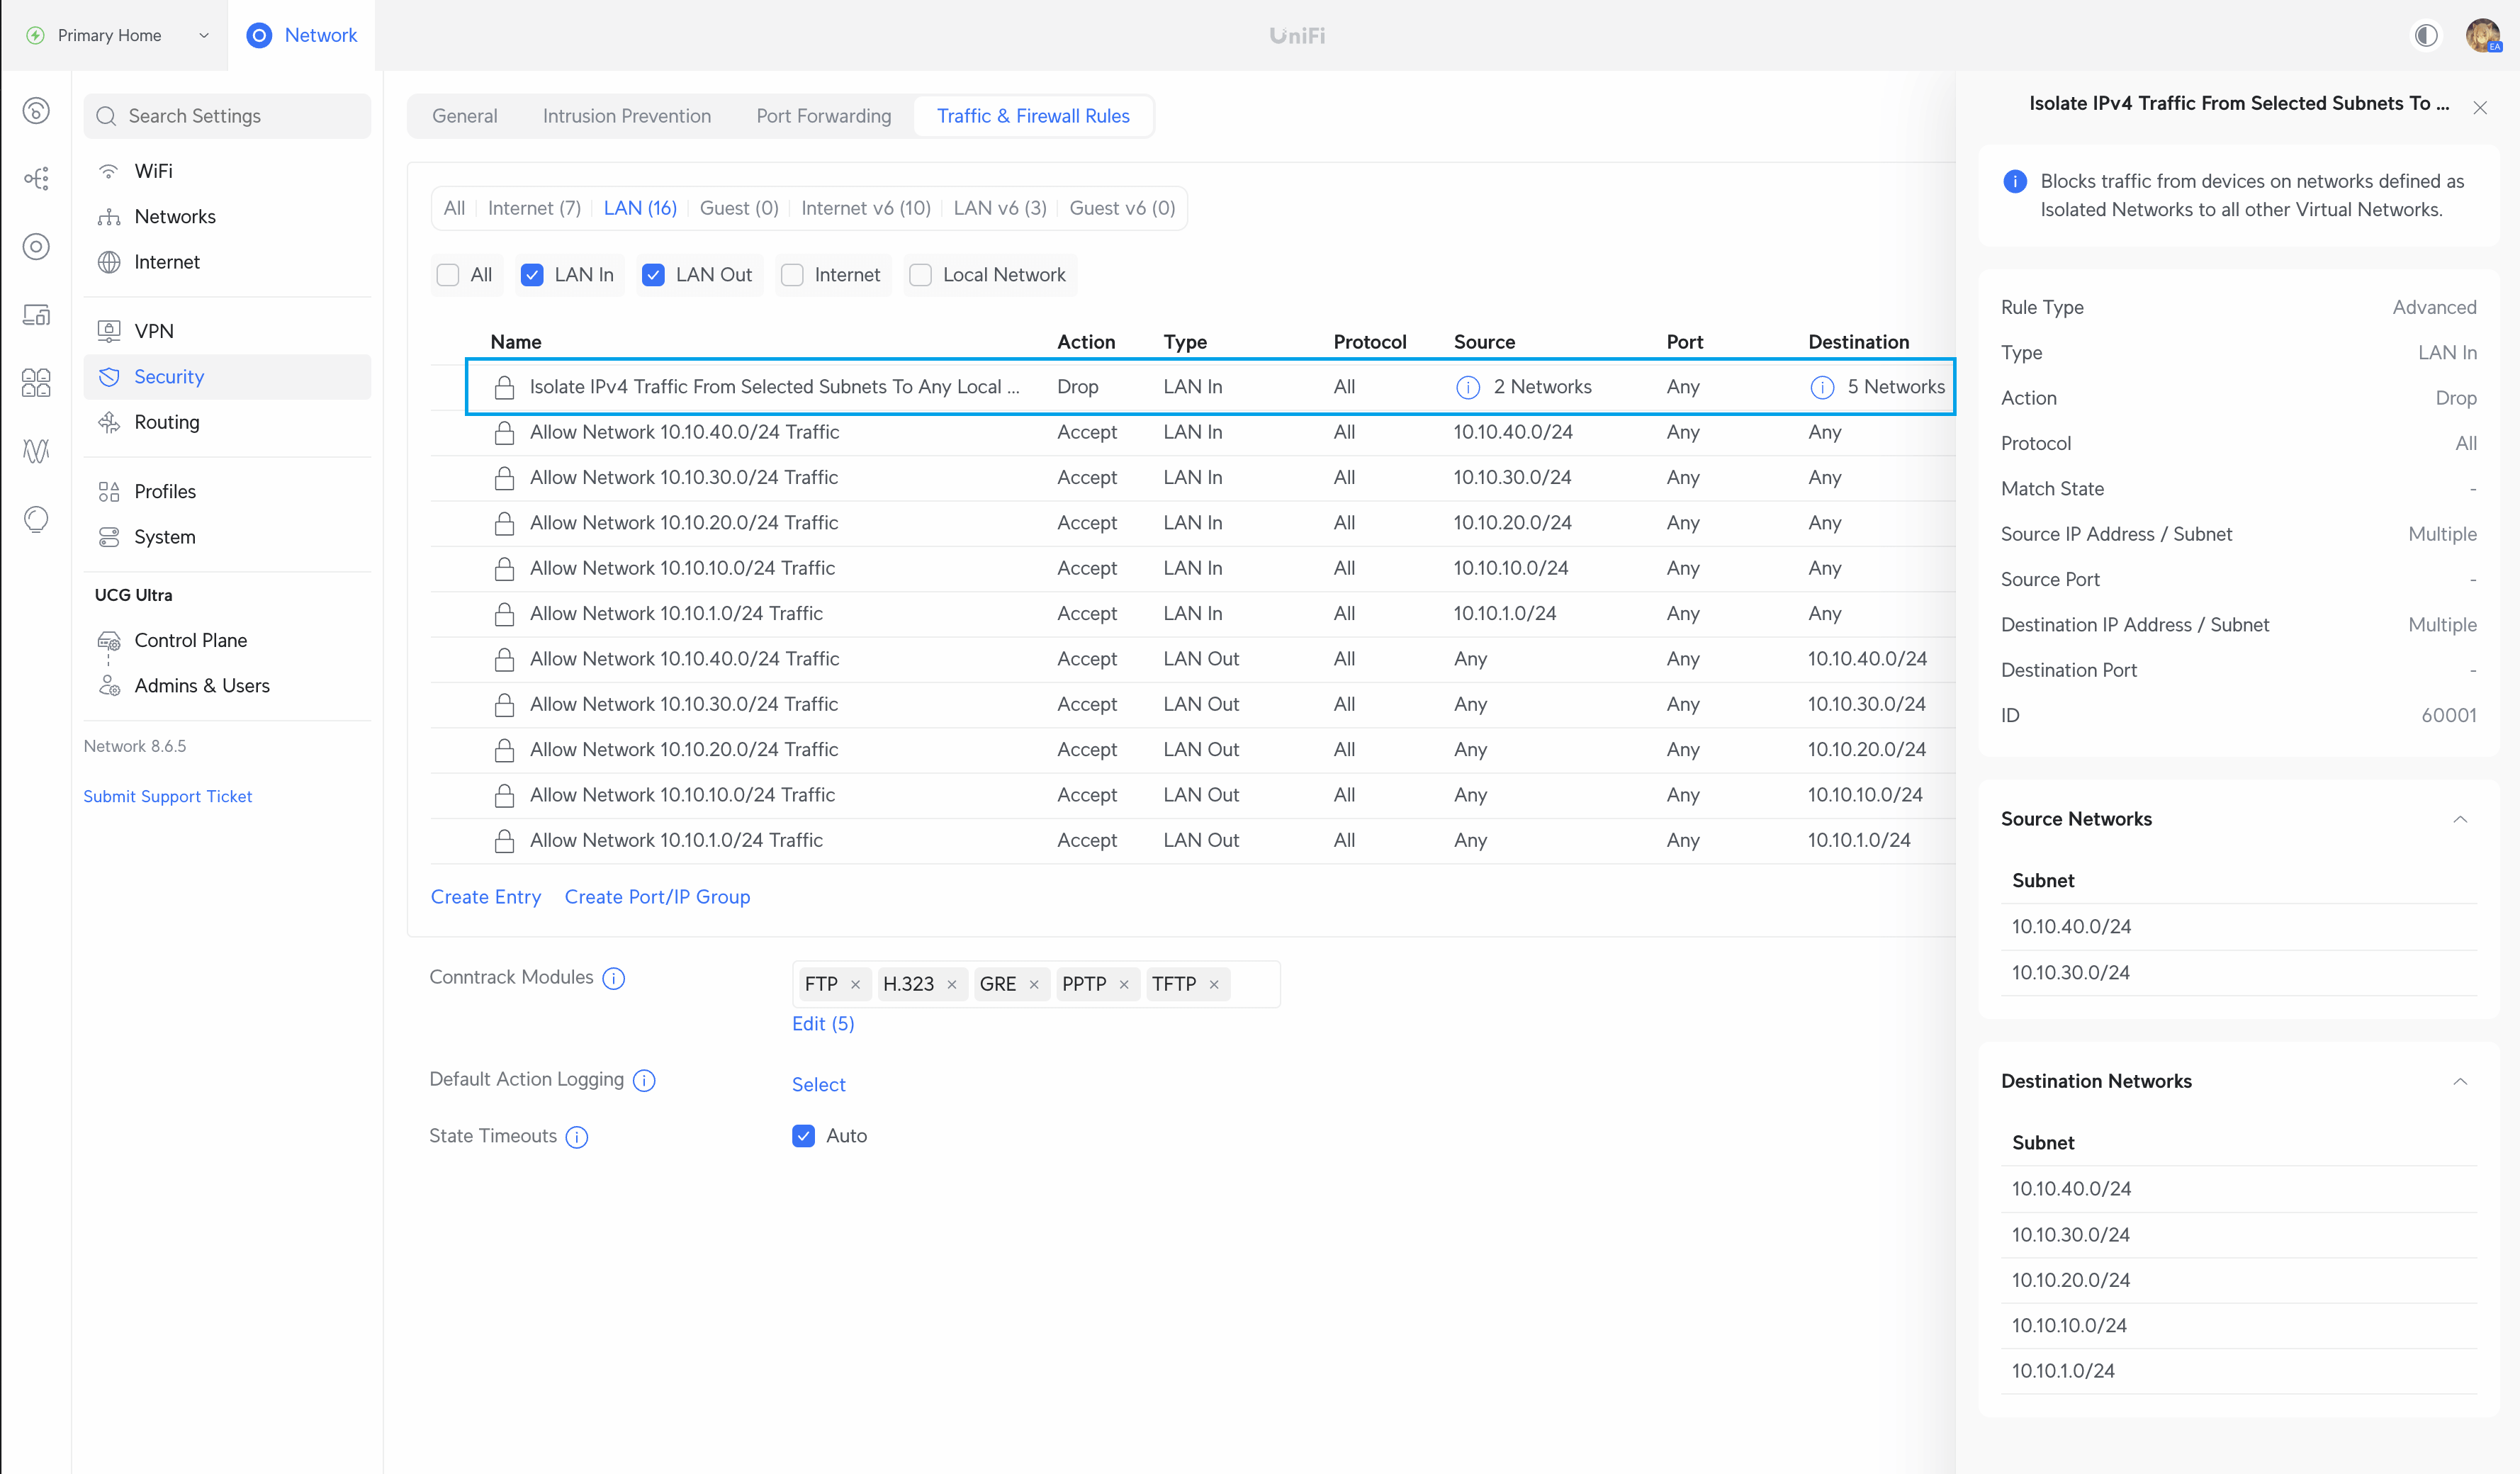 Primary Home
Network
UniFi
EA
Search Settings
WiFi
Networks
Internet
VPN
Security
Routing
Profiles
System
UCG Ultra
Control Plane
Admins & Users
Network 8.6.5
Submit Support Ticket
General Intrusion Prevention Port Forwarding Traffic & Firewall Rules
All Internet (7) LAN (16) Guest (0) Internet v6 (10) LAN v6 (3) Guest v6 (0)
All LAN In LAN Out Internet Local Network
Name Action Type Protocol Source Port Destination
Isolate IPv4 Traffic From Selected Subnets To Any Local ... Drop LAN In All 2 Networks Any 5 Networks
Allow Network 10.10.40.0/24 Traffic Accept LAN In All 10.10.40.0/24 Any Any
Allow Network 10.10.30.0/24 Traffic Accept LAN In All 10.10.30.0/24 Any Any
Allow Network 10.10.20.0/24 Traffic Accept LAN In All 10.10.20.0/24 Any Any
Allow Network 10.10.10.0/24 Traffic Accept LAN In All 10.10.10.0/24 Any Any
Allow Network 10.10.1.0/24 Traffic Accept LAN In All 10.10.1.0/24 Any Any
Allow Network 10.10.40.0/24 Traffic Accept LAN Out All Any Any 10.10.40.0/24
Allow Network 10.10.30.0/24 Traffic Accept LAN Out All Any Any 10.10.30.0/24
Allow Network 10.10.20.0/24 Traffic Accept LAN Out All Any Any 10.10.20.0/24
Allow Network 10.10.10.0/24 Traffic Accept LAN Out All Any Any 10.10.10.0/24
Allow Network 10.10.1.0/24 Traffic Accept LAN Out All Any Any 10.10.1.0/24
Create Entry Create Port/IP Group
Conntrack Modules FTP × H.323 × GRE × PPTP × TFTP ×
Edit (5)
Default Action Logging Select
State Timeouts Auto
Isolate IPv4 Traffic From Selected Subnets To ...
Blocks traffic from devices on networks defined as
Isolated Networks to all other Virtual Networks.
Rule Type Advanced
Type LAN In
Action Drop
Protocol All
Match State -
Source IP Address / Subnet Multiple
Source Port -
Destination IP Address / Subnet Multiple
Destination Port -
ID 60001
Source Networks
Subnet
10.10.40.0/24
10.10.30.0/24
Destination Networks
Subnet
10.10.40.0/24
10.10.30.0/24
10.10.20.0/24
10.10.10.0/24
10.10.1.0/24